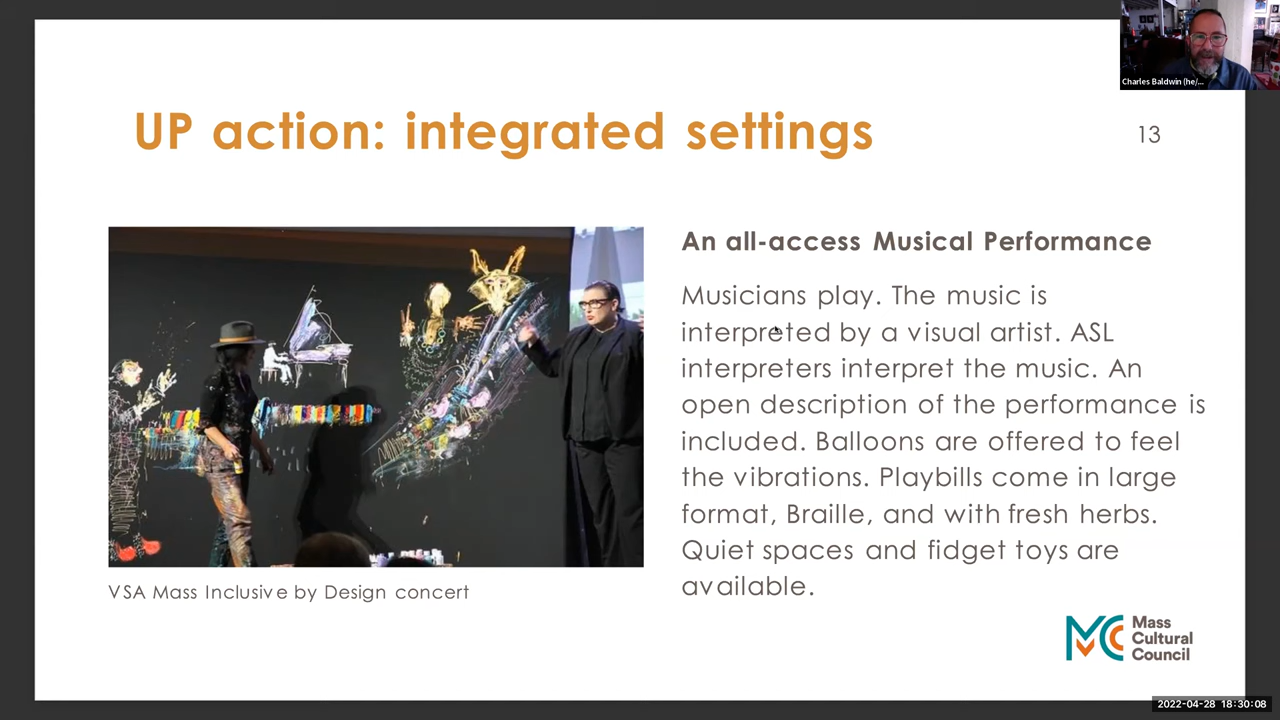 Charles Baldwin (he/...
UP action: integrated settings
13
An all-access Musical Performance
Musicians play. The music is
interpreted by a visual artist. ASL
interpreters interpret the music. An
open description of the performance is
included. Balloons are offered to feel
the vibrations. Playbills come in large
format, Braille, and with fresh herbs.
Quiet spaces and fidget toys are
available.
VSA Mass Inclusive by Design concert
Mass
Cultural
Council
2022-04-28 18:30:08